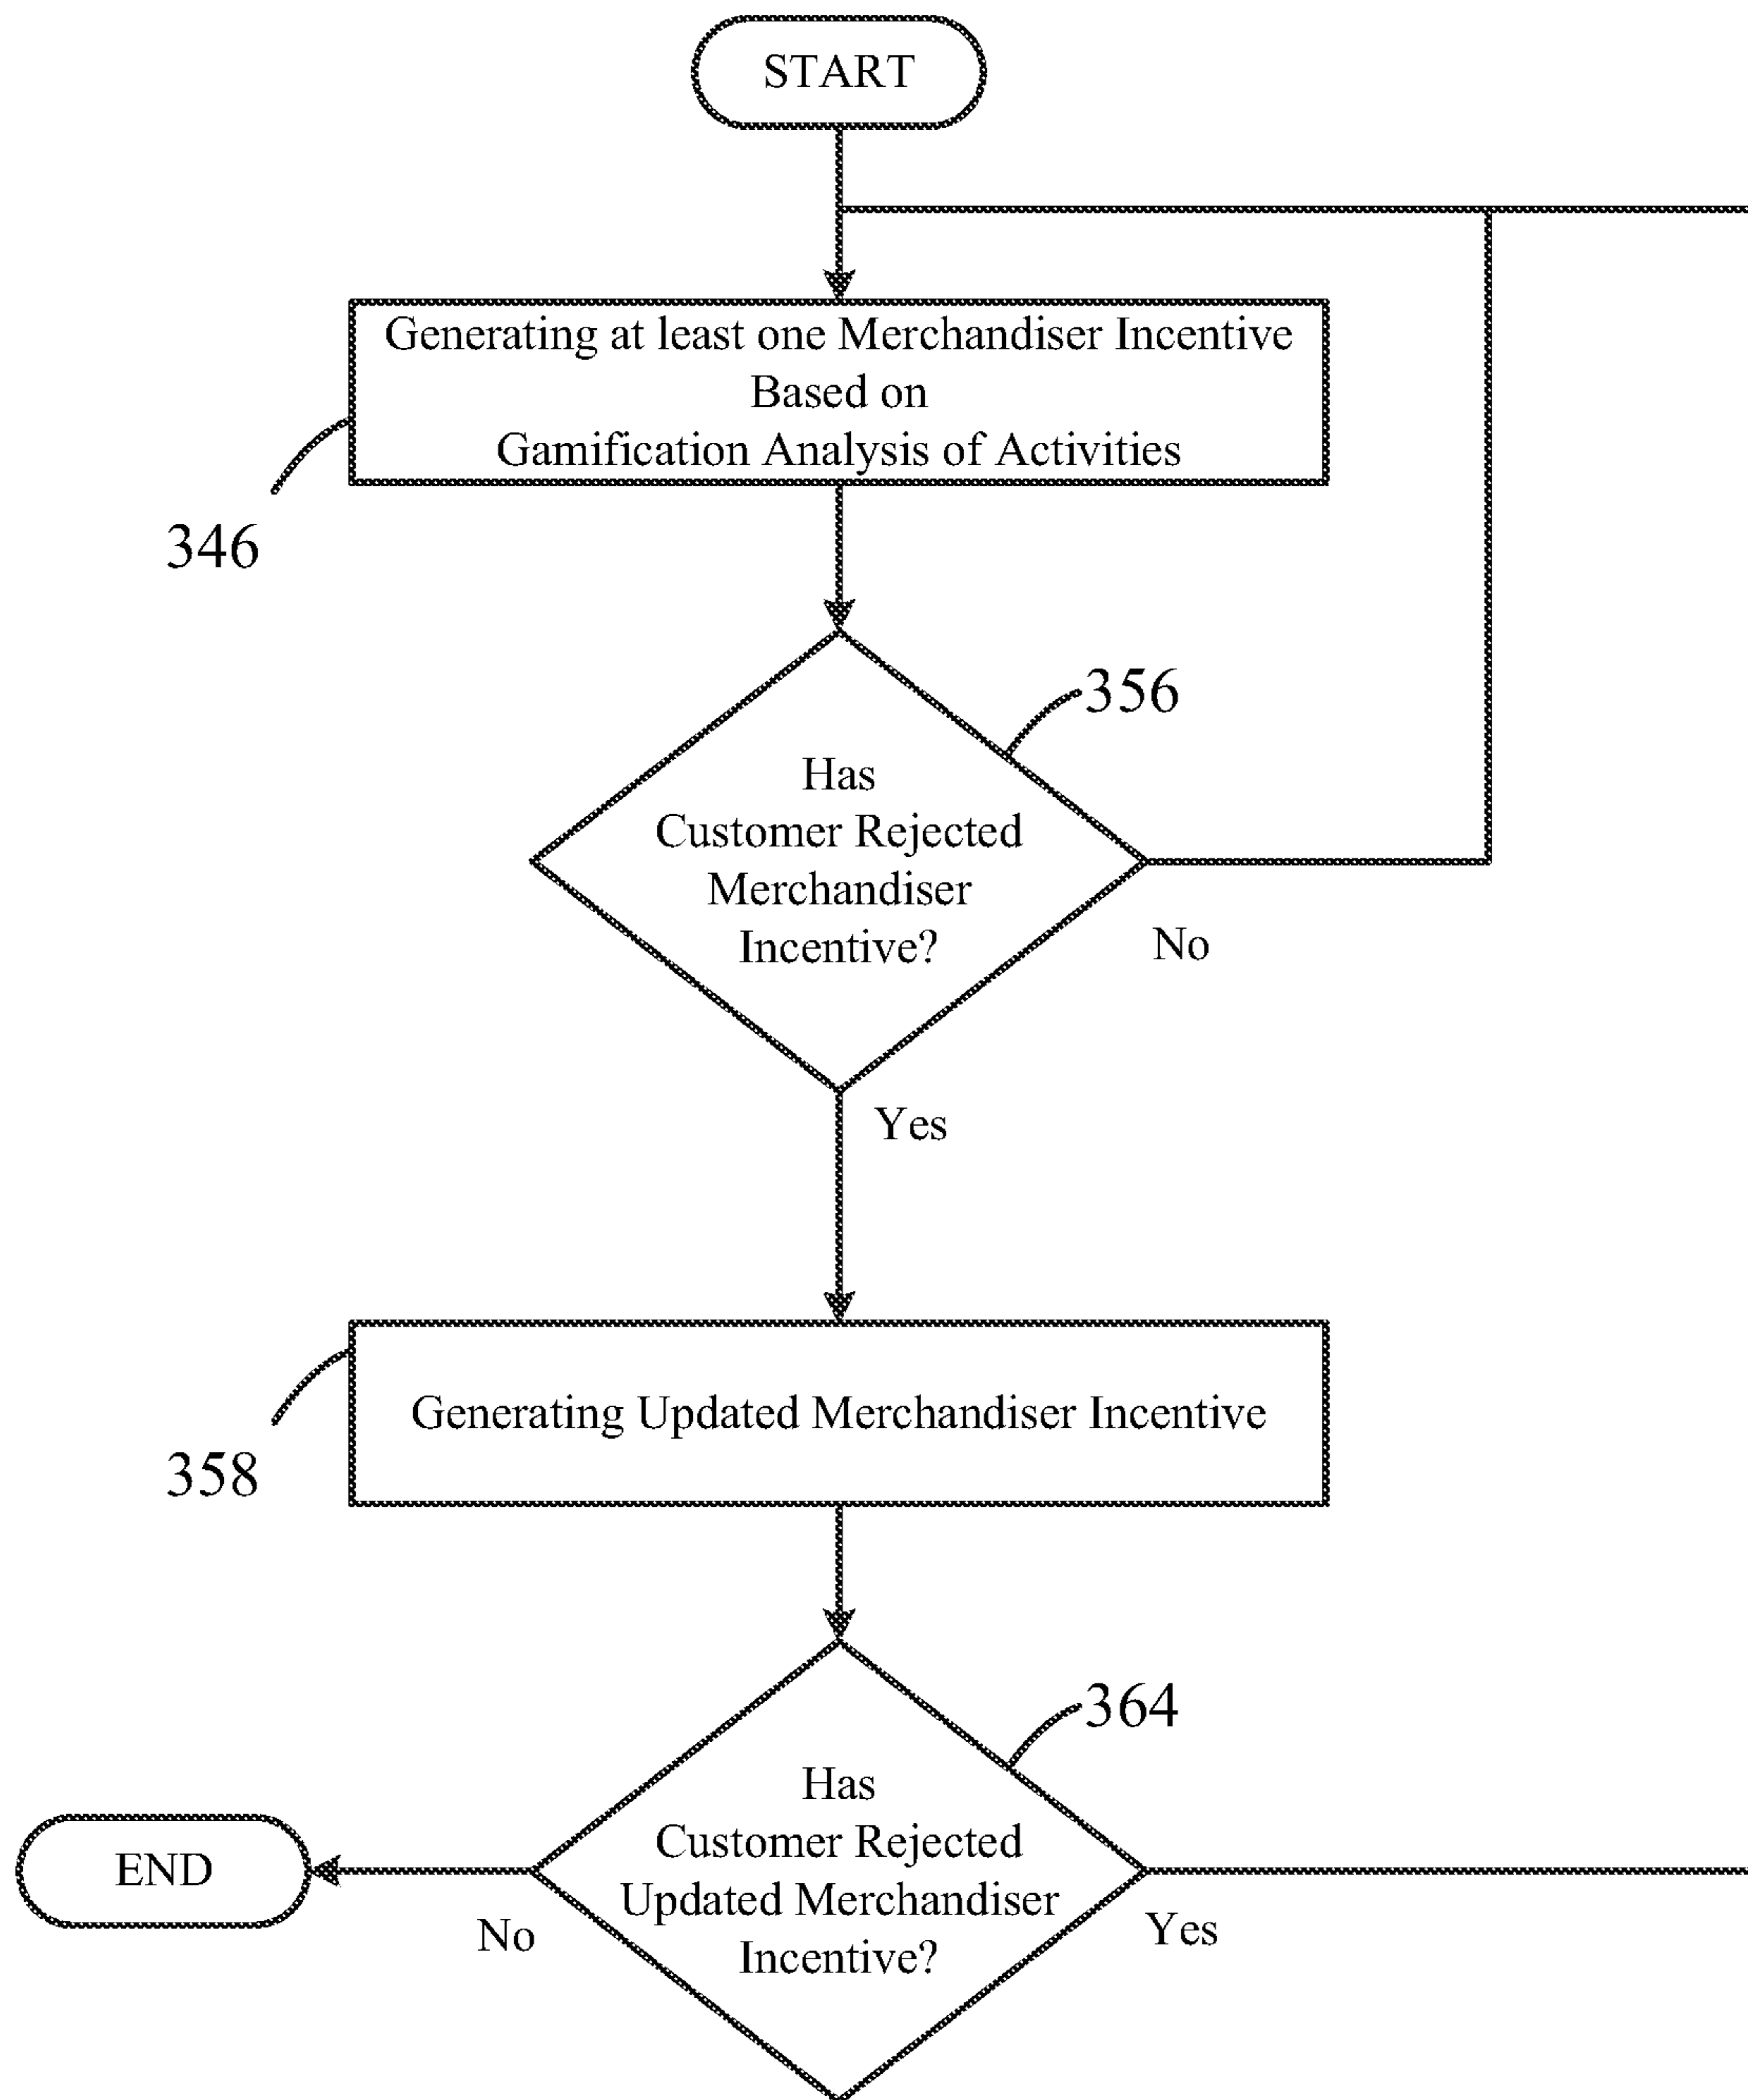 START
Generating at least one Merchandiser Incentive
Based on
Gamification Analysis of Activities
346
356
Has
Customer Rejected
Merchandiser
Incentive?
No
Yes
Generating Updated Merchandiser Incentive
358
364
Has
Customer Rejected
Updated Merchandiser
Incentive?
END
No
Yes